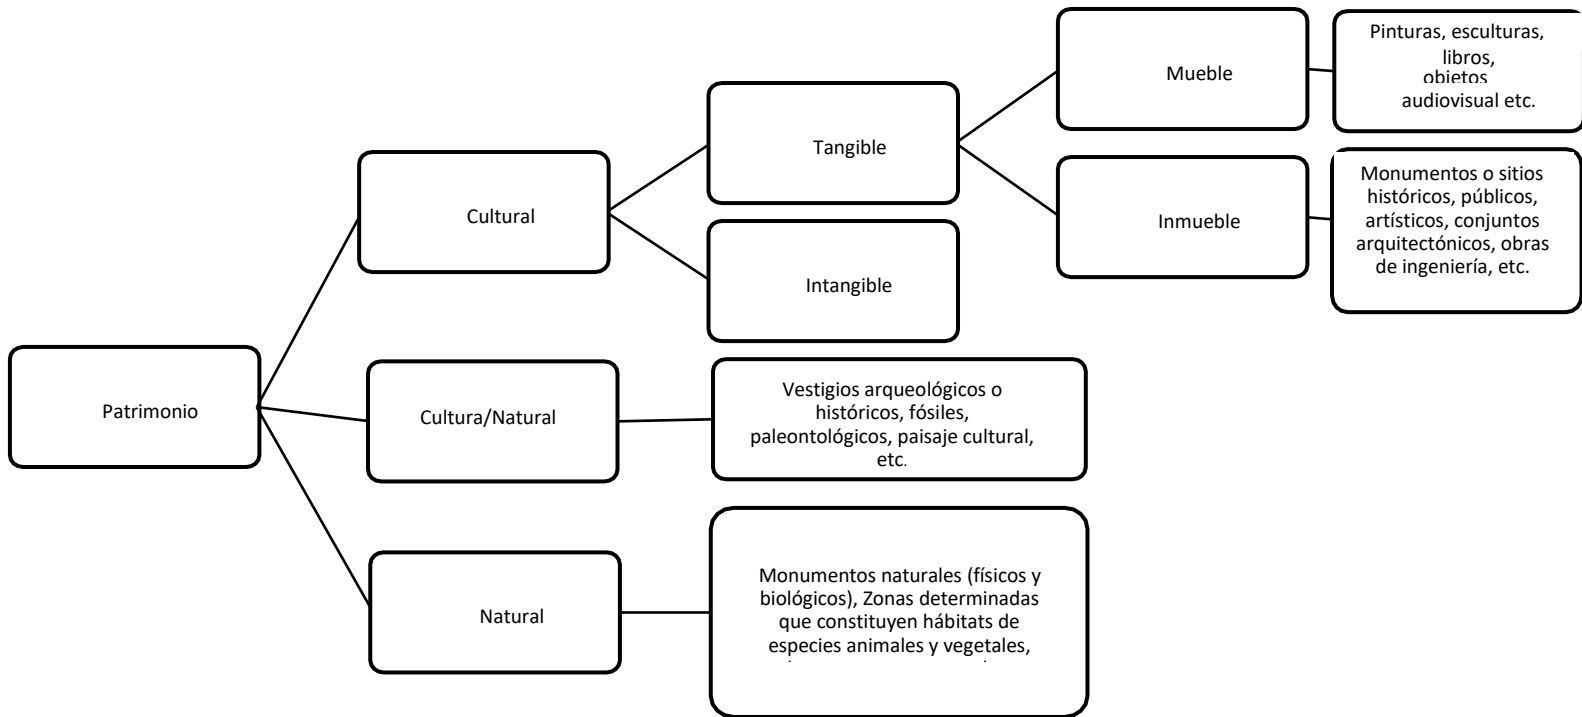 Patrimonio
Cultural
Tangible
Mueble
Pinturas, esculturas,
libros,
objetos
audiovisual etc.
Inmueble
Monumentos o sitios
históricos, públicos,
artísticos, conjuntos
arquitectónicos, obras
de ingeniería, etc.
Intangible
Cultura/Natural
Vestigios arqueológicos o
históricos, fósiles,
paleontológicos, paisaje cultural,
etc.
Natural
Monumentos naturales (físicos y
biológicos), Zonas determinadas
que constituyen hábitats de
especies animales y vegetales,